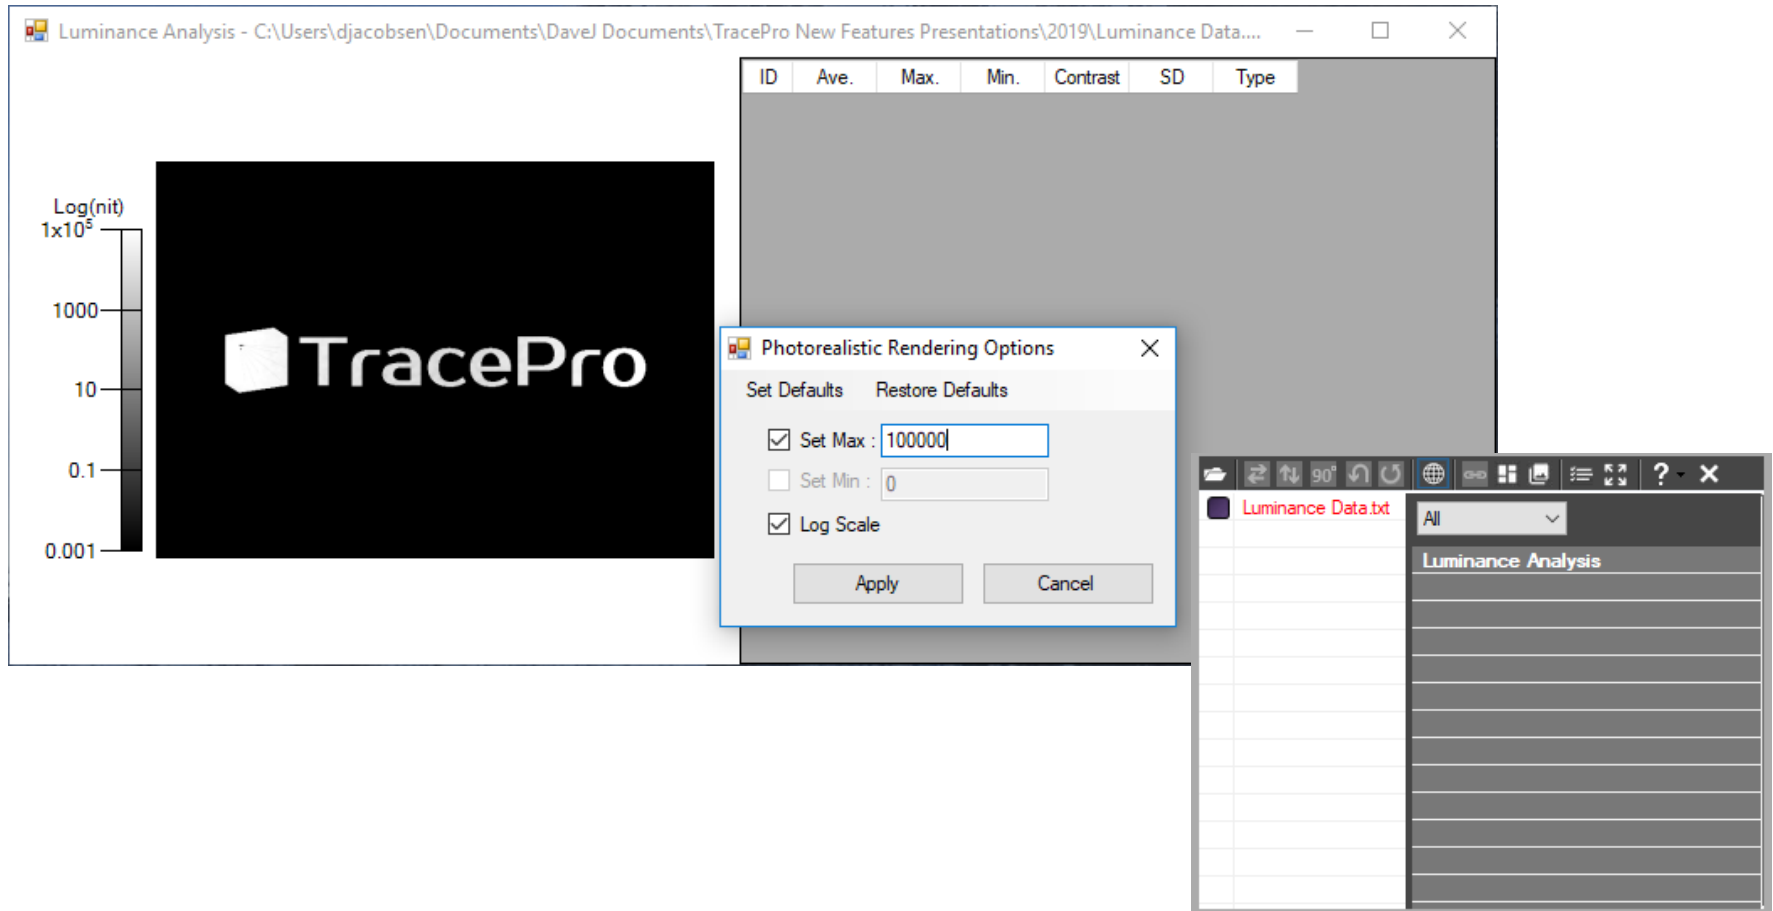 Luminance Analysis - C:\Users\djacobsen\Documents\DaveJ Documents\TracePro New Features Presentations\2019\Luminance Data....
ID Ave. Max. Min. Contrast SD Type
Log(nit)
1x10⁵
1000
10
0.1
0.001
TracePro
Photorealistic Rendering Options
Set Defaults Restore Defaults
Set Max : 100000
Set Min : 0
Log Scale
Apply Cancel
90°
?
Luminance Data.txt
All
Luminance Analysis